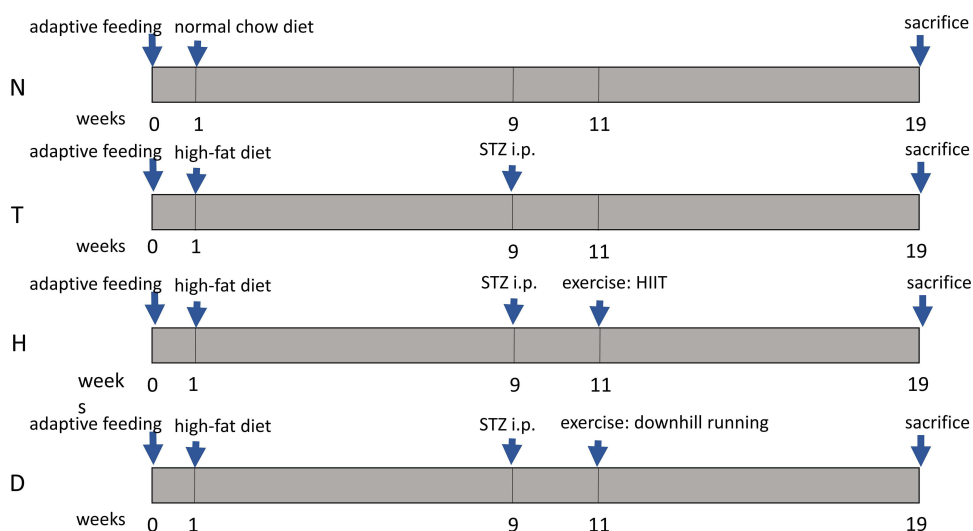 adaptive feeding normal chow diet sacrifice
N
weeks 0 1 9 11 19
adaptive feeding high-fat diet STZ i.p. sacrifice
T
weeks 0 1 9 11 19
adaptive feeding high-fat diet STZ i.p. exercise: HIIT sacrifice
H
week 0 1 9 11 19
s
adaptive feeding high-fat diet STZ i.p. exercise: downhill running sacrifice
D
weeks 0 1 9 11 19